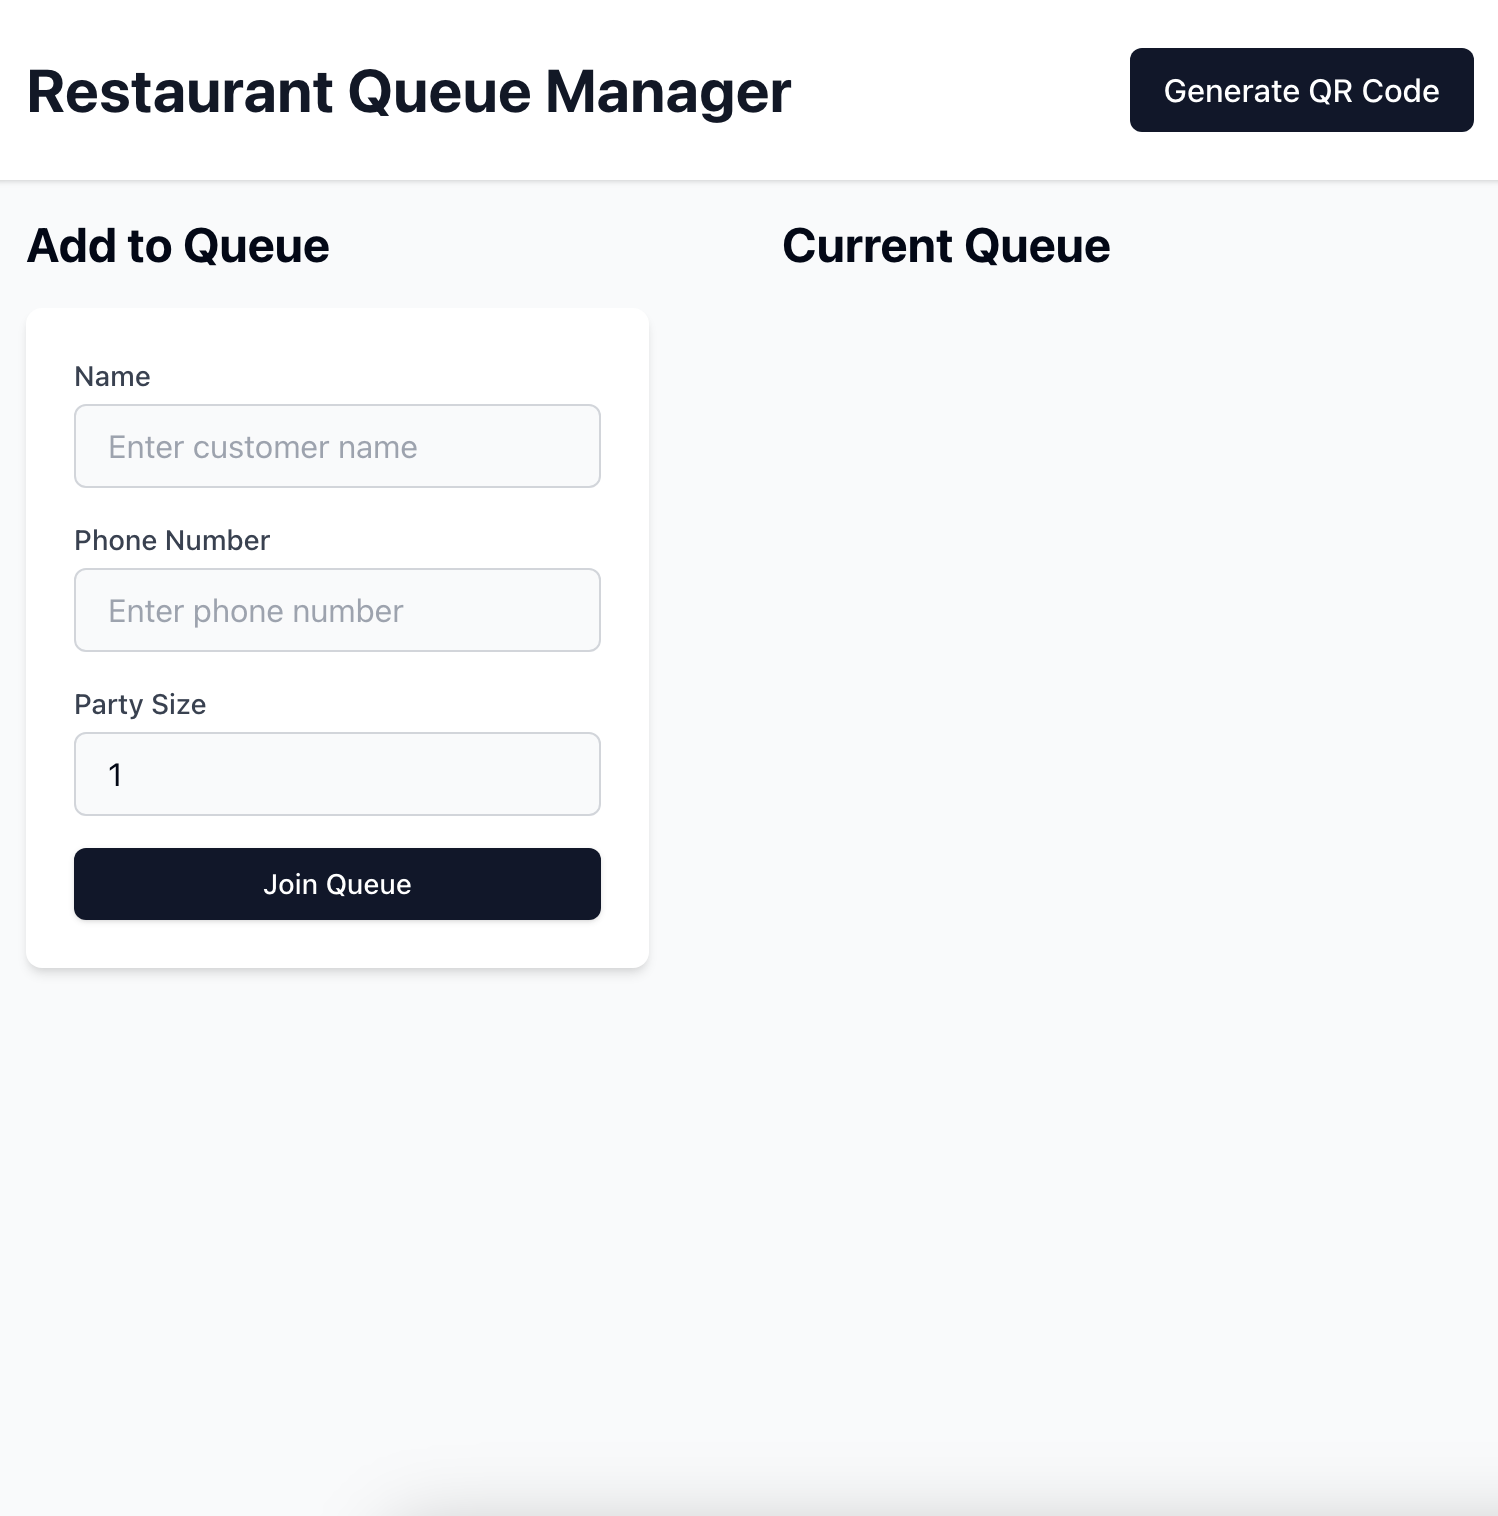 Restaurant Queue Manager
Generate QR Code
Add to Queue
Name
Enter customer name
Phone Number
Enter phone number
Party Size
1
Join Queue
Current Queue